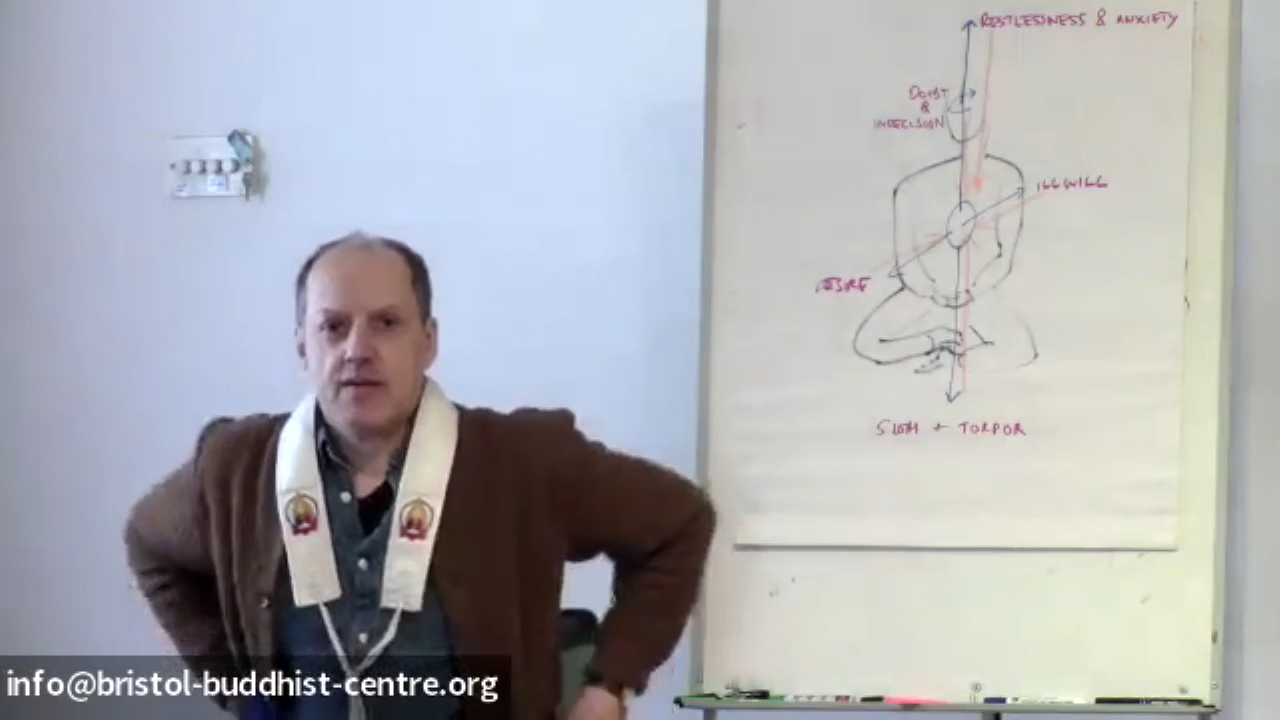 RESTLESSNESS & ANXIETY
DOUBT
&
INDECISION
ILL WILL
DESIRE
SLOTH + TORPOR
info@bristol-buddhist-centre.org